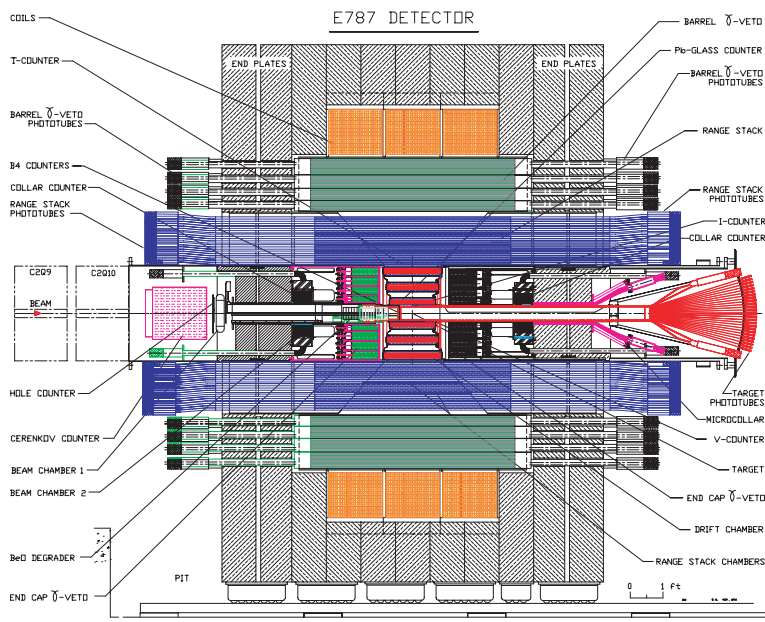 E787 DETECTOR
COILS
T-COUNTER
BARREL ɣ-VETO
PHOTOTUBES
B4 COUNTERS
COLLAR COUNTER
RANGE STACK
PHOTOTUBES
C2Q9
C2Q10
BEAM
HOLE COUNTER
CERENKOV COUNTER
BEAM CHAMBER 1
BEAM CHAMBER 2
BeO DEGRADER
END CAP ɣ-VETO
PIT
END PLATES
END PLATES
BARREL ɣ-VETO
Pb-GLASS COUNTER
BARREL ɣ-VETO
PHOTOTUBES
RANGE STACK
RANGE STACK
PHOTOTUBES
I-COUNTER
COLLAR COUNTER
TARGET
PHOTOTUBES
MICROCOLLAR
V-COUNTER
TARGET
END CAP ɣ-VETO
DRIFT CHAMBER
RANGE STACK CHAMBERS
0 1 ft